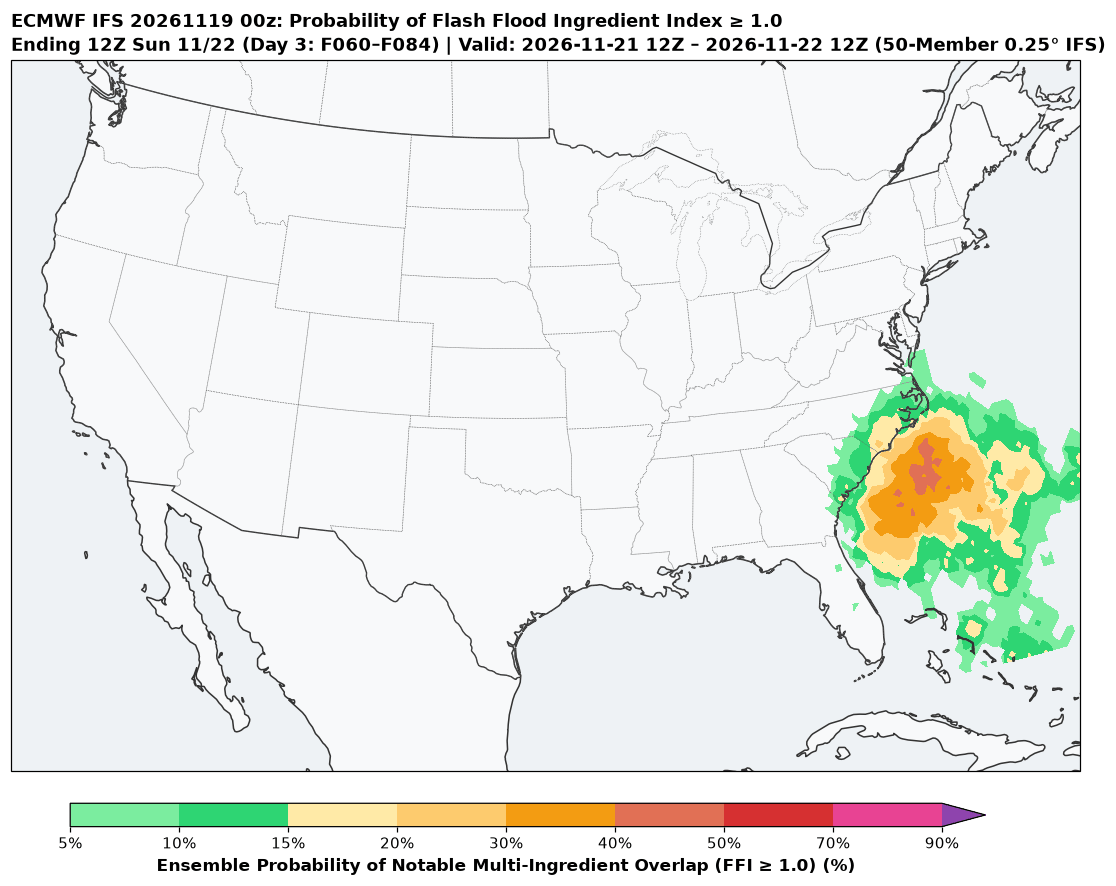 ECMWF IFS 20261119 00z: Probability of Flash Flood Ingredient Index ≥ 1.0
Ending 12Z Sun 11/22 (Day 3: F060–F084) | Valid: 2026-11-21 12Z – 2026-11-22 12Z (50-Member 0.25° IFS)
5% 10% 15% 20% 30% 40% 50% 70% 90%
Ensemble Probability of Notable Multi-Ingredient Overlap (FFI ≥ 1.0) (%)